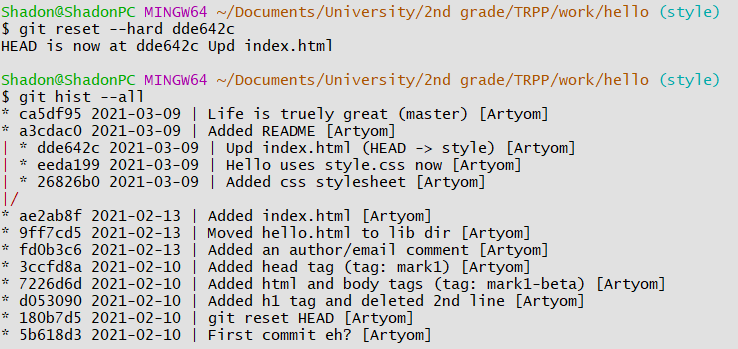 Shadon@ShadonPC MINGW64 ~/Documents/University/2nd grade/TRPP/work/hello (style)
$ git reset --hard dde642c
HEAD is now at dde642c Upd index.html
Shadon@ShadonPC MINGW64 ~/Documents/University/2nd grade/TRPP/work/hello (style)
$ git hist --all
* ca5df95 2021-03-09 | Life is truely great (master) [Artyom]
* a3cdac0 2021-03-09 | Added README [Artyom]
| * dde642c 2021-03-09 | Upd index.html (HEAD -> style) [Artyom]
| * eeda199 2021-03-09 | Hello uses style.css now [Artyom]
| * 26826b0 2021-03-09 | Added css stylesheet [Artyom]
|/
* ae2ab8f 2021-02-13 | Added index.html [Artyom]
* 9ff7cd5 2021-02-13 | Moved hello.html to lib dir [Artyom]
* fd0b3c6 2021-02-13 | Added an author/email comment [Artyom]
* 3ccfd8a 2021-02-10 | Added head tag (tag: mark1) [Artyom]
* 7226d6d 2021-02-10 | Added html and body tags (tag: mark1-beta) [Artyom]
* d053090 2021-02-10 | Added h1 tag and deleted 2nd line [Artyom]
* 180b7d5 2021-02-10 | git reset HEAD [Artyom]
* 5b618d3 2021-02-10 | First commit eh? [Artyom]